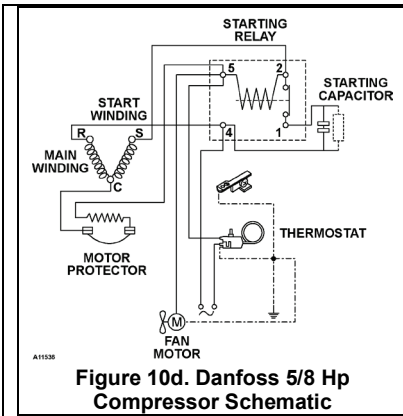 STARTING
RELAY
5
2
STARTING
CAPACITOR
START
WINDING
R
S
4
1
MAIN
WINDING
C
THERMOSTAT
MOTOR
PROTECTOR
M
FAN
MOTOR
A11538
Figure 10d. Danfoss 5/8 Hp
Compressor Schematic